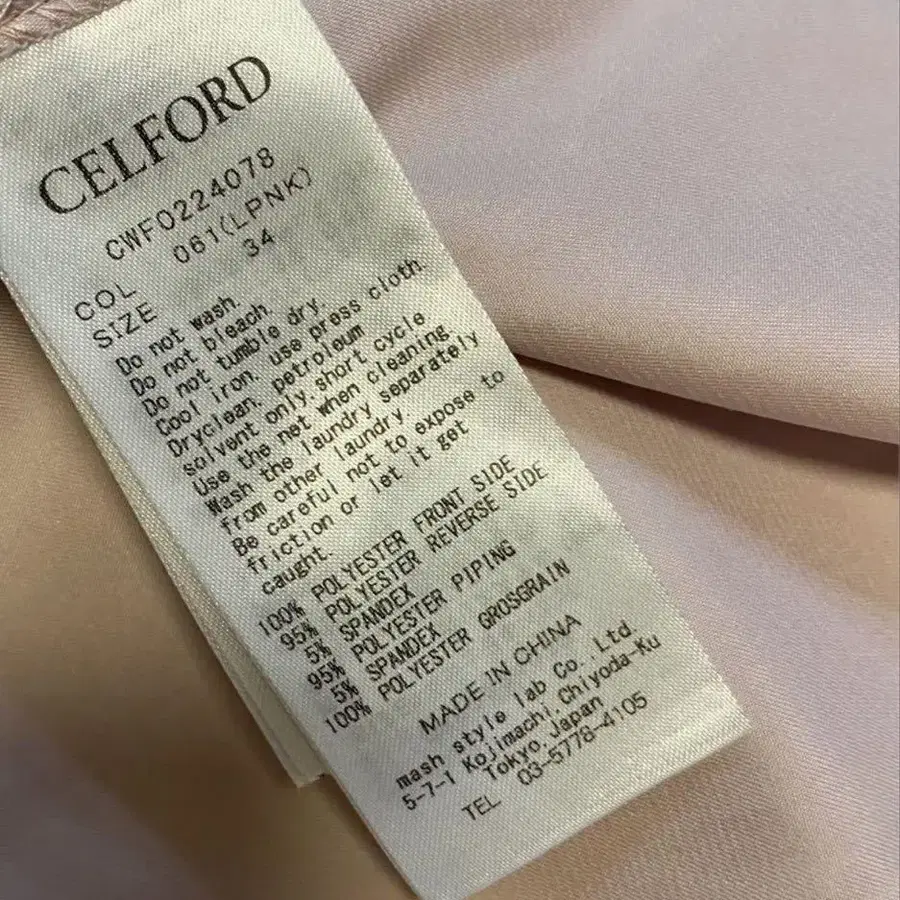 CELFORD
CWFO224078
COL 061(LPNK)
SIZE 34
Do not wash.
Do not bleach.
Do not tumble dry.
Cool iron, use press cloth.
Dryclean, petroleum
solvent only,short cycle
Use the net when cleaning.
Wash the laundry separately
from other laundry.
Be careful not to expose to
friction or let it get
caught.
100% POLYESTER FRONT SIDE
95% POLYESTER REVERSE SIDE
5% SPANDEX
95% POLYESTER PIPING
5% SPANDEX
100% POLYESTER GROSGRAIN
MADE IN CHINA
mash style lab Co. Ltd.
5-7-1 Kojimachi,Chiyoda-Ku
Tokyo,Japan
TEL 03-5778-4105